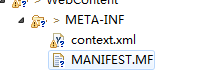 WebContent
META-INF
context.xml
MANIFEST.MF